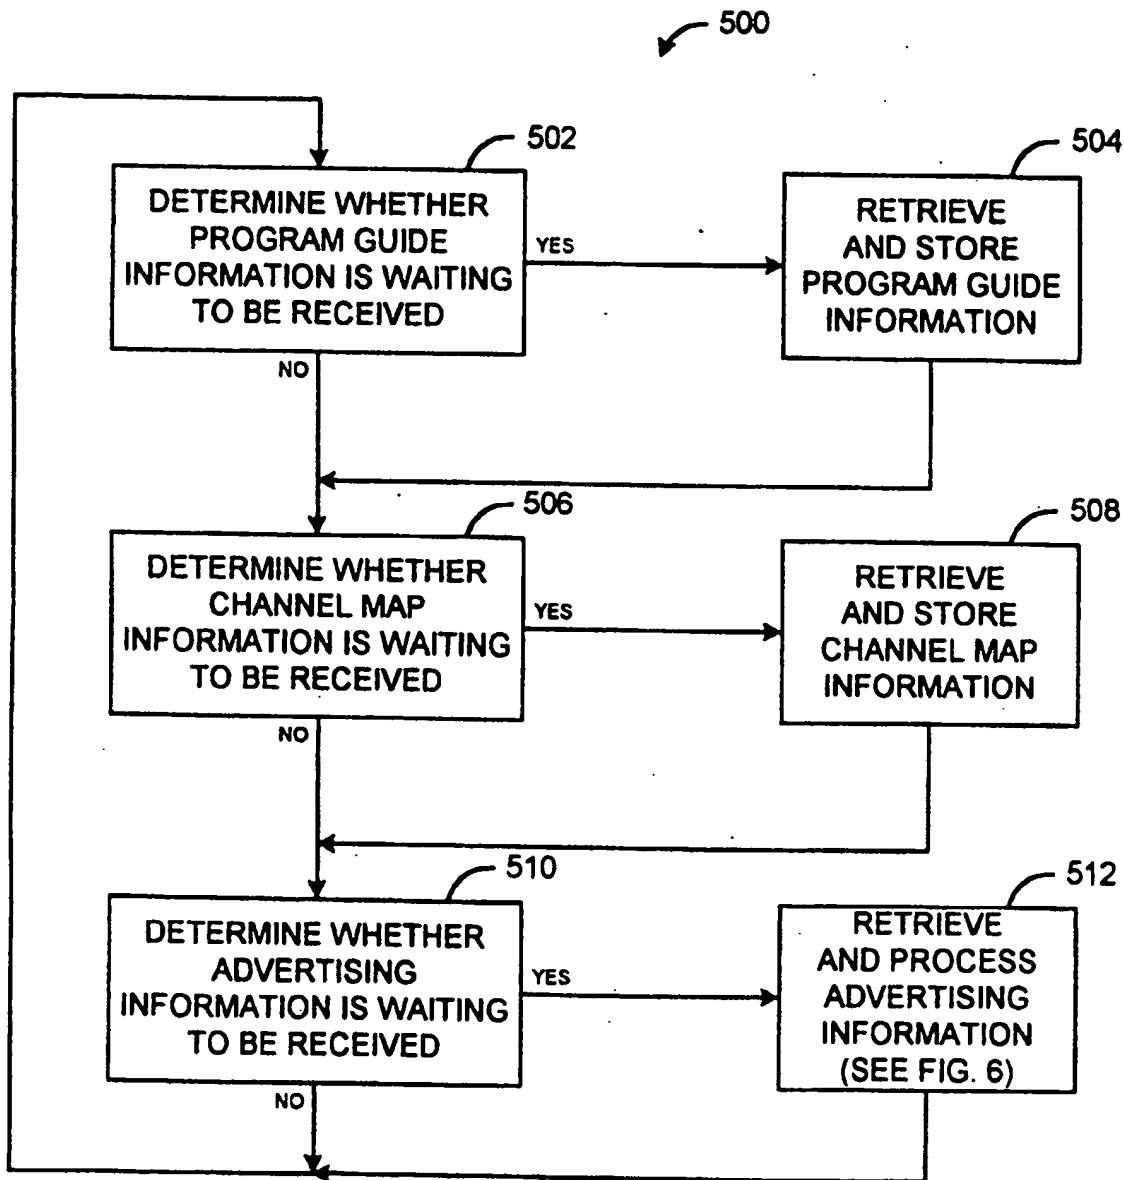 500
502
DETERMINE WHETHER
PROGRAM GUIDE
INFORMATION IS WAITING
TO BE RECEIVED
YES
NO
504
RETRIEVE
AND STORE
PROGRAM GUIDE
INFORMATION
506
DETERMINE WHETHER
CHANNEL MAP
INFORMATION IS WAITING
TO BE RECEIVED
YES
NO
508
RETRIEVE
AND STORE
CHANNEL MAP
INFORMATION
510
DETERMINE WHETHER
ADVERTISING
INFORMATION IS WAITING
TO BE RECEIVED
YES
NO
512
RETRIEVE
AND PROCESS
ADVERTISING
INFORMATION
(SEE FIG. 6)